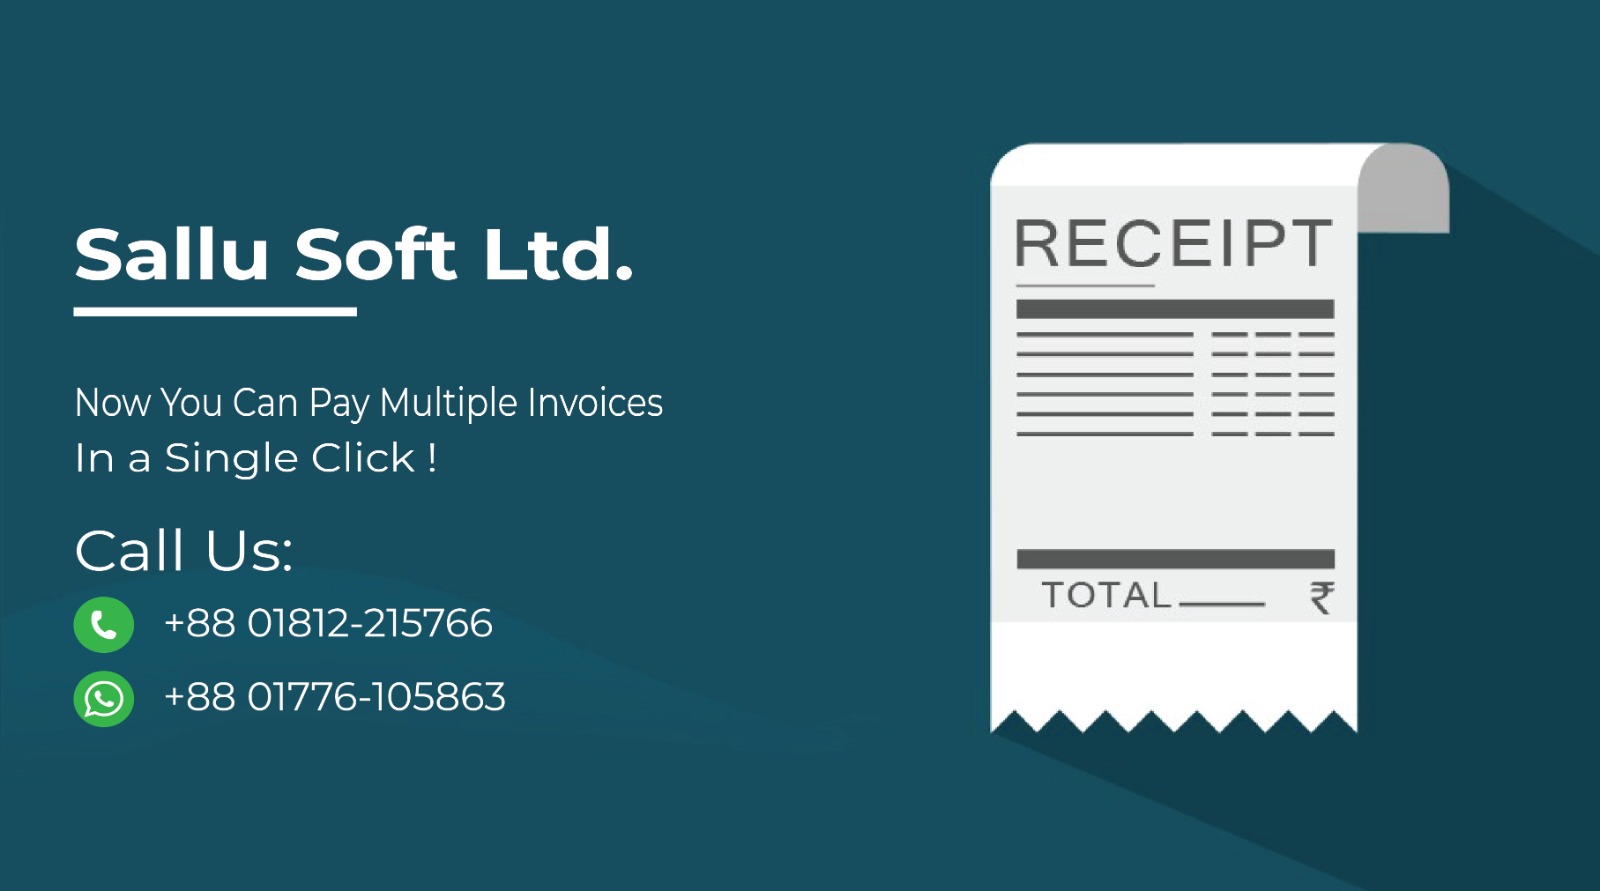 Sallu Soft Ltd.
Now You Can Pay Multiple Invoices
In a Single Click !
Call Us:
+88 01812-215766
+88 01776-105863
RECEIPT
TOTAL ₹